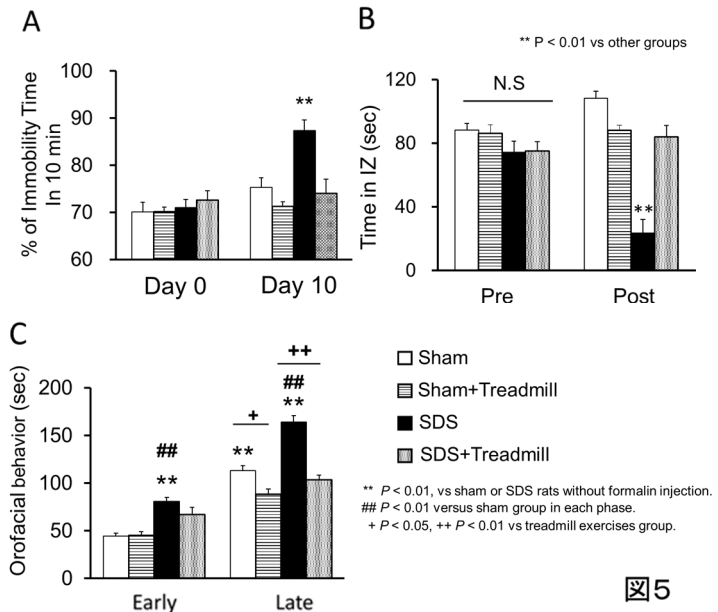 A
% of Immobility Time
In 10 min
100
90
80
70
60
**
Day 0
Day 10
B
** P < 0.01 vs other groups
Time in IZ (sec)
120
80
40
0
N.S
**
Pre
Post
C
Orofacial behavior (sec)
200
150
100
50
0
##
**
+
**
++
##
**
Early
Late
Sham
Sham+Treadmill
SDS
SDS+Treadmill
** P < 0.01, vs sham or SDS rats without formalin injection.
## P < 0.01 versus sham group in each phase.
+ P < 0.05, ++ P < 0.01 vs treadmill exercises group.
図5